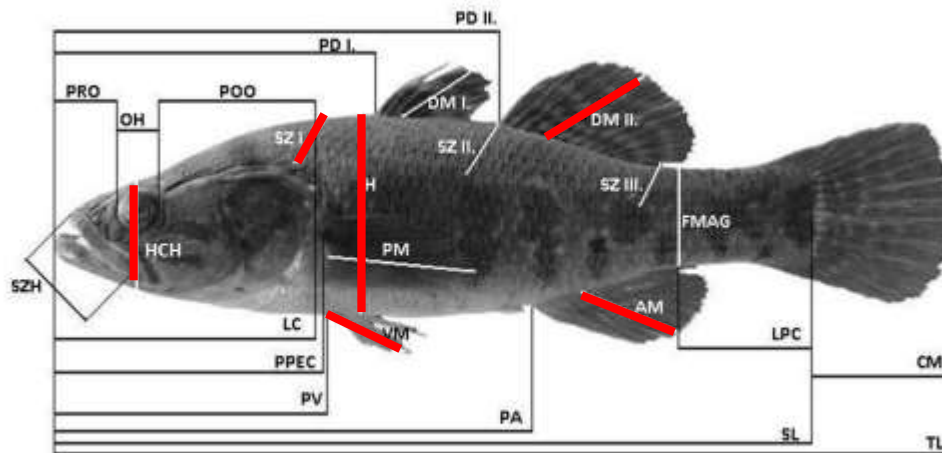 PD II.
PD I.
PRO
POO
OH
DM I.
DM II.
SZ I.
SZ II.
SZ III.
H
FMAG
HCH
PM
SZH
AM
LC
VM
LPC
PPEC
CM
PV
PA
SL
TL